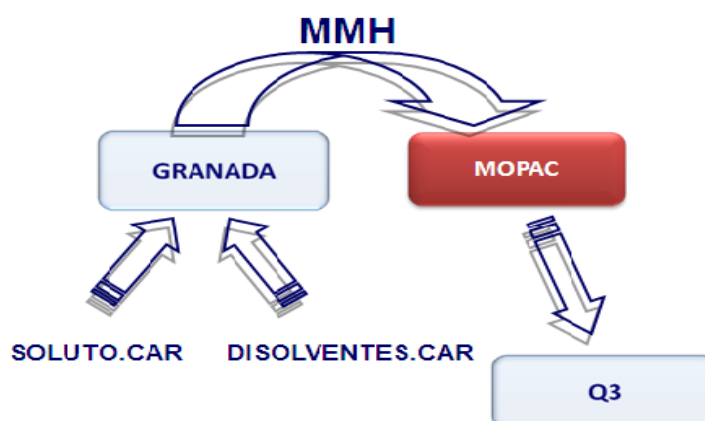 MMH
GRANADA
MOPAC
SOLUTO.CAR
DISOLVENTES.CAR
Q3